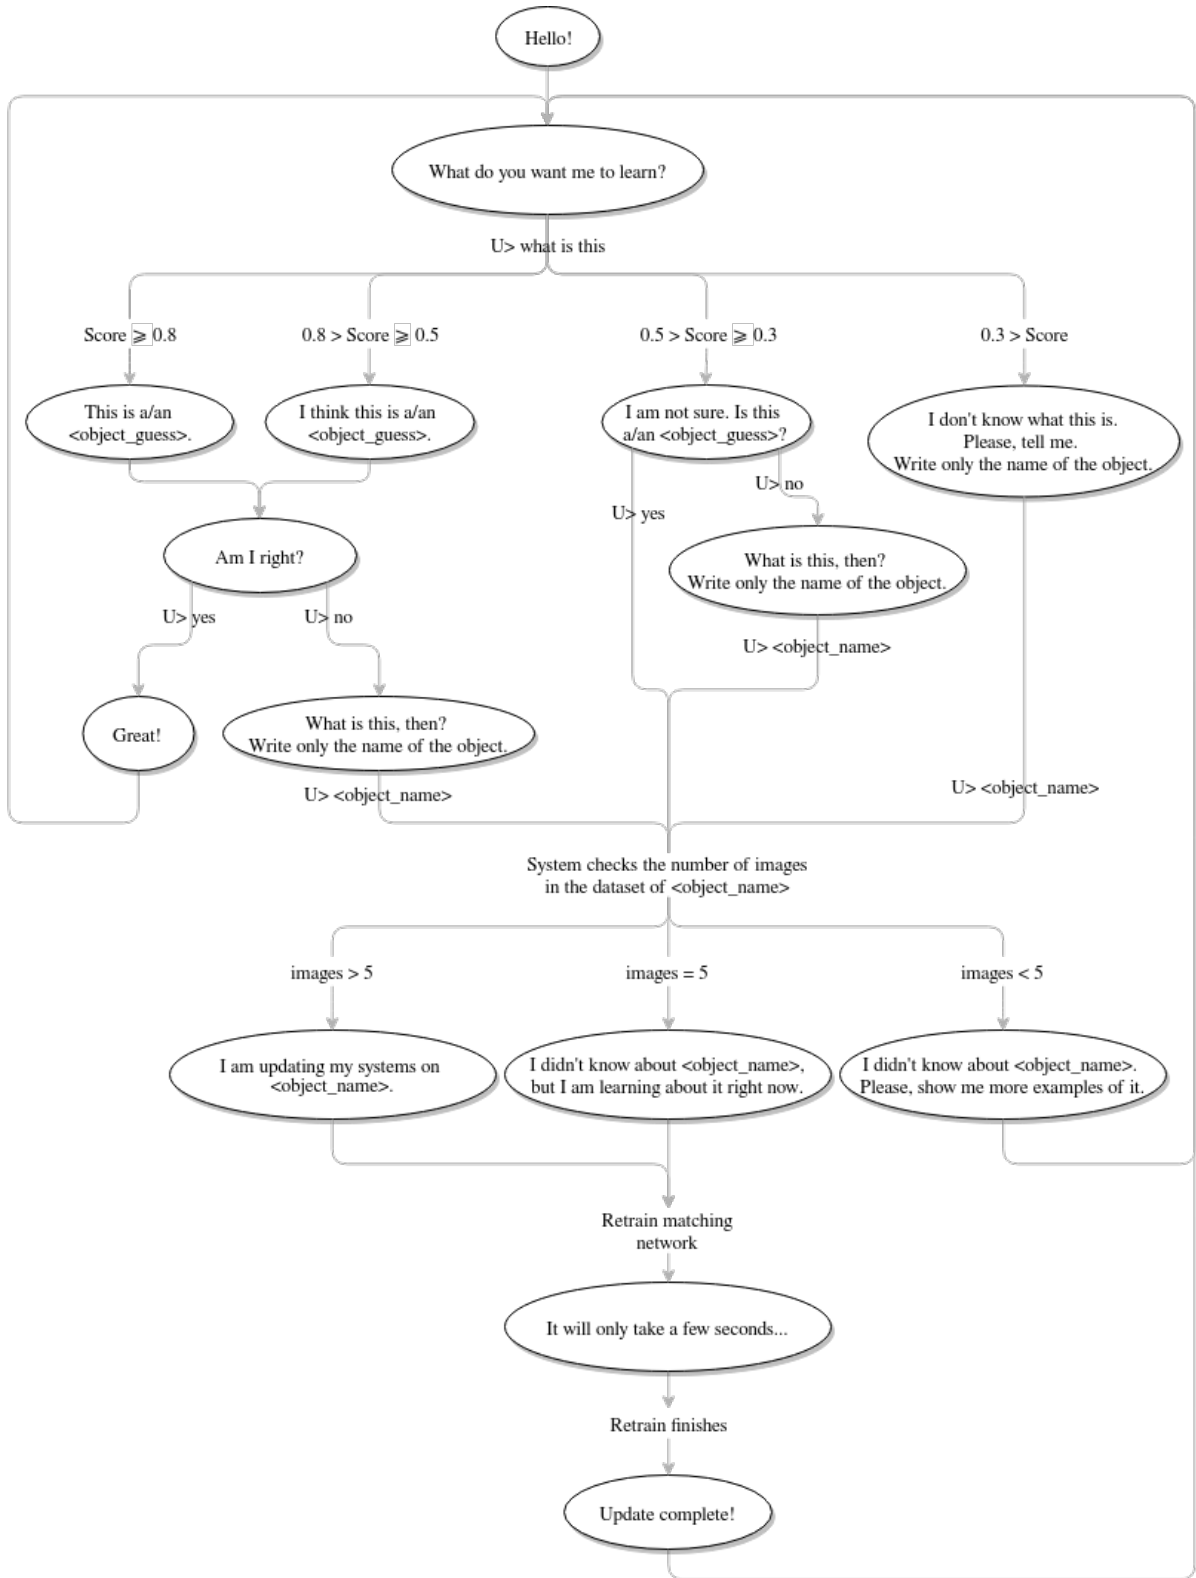 Hello!
What do you want me to learn?
U> what is this
Score ⩾ 0.8
0.8 > Score ⩾ 0.5
0.5 > Score ⩾ 0.3
0.3 > Score
This is a/an
<object_guess>.
I think this is a/an
<object_guess>.
I am not sure. Is this
a/an <object_guess>?
I don't know what this is.
Please, tell me.
Write only the name of the object.
U> no
U> yes
Am I right?
What is this, then?
Write only the name of the object.
U> yes
U> no
U> <object_name>
Great!
What is this, then?
Write only the name of the object.
U> <object_name>
U> <object_name>
System checks the number of images
in the dataset of <object_name>
images > 5
images = 5
images < 5
I am updating my systems on
<object_name>.
I didn't know about <object_name>,
but I am learning about it right now.
I didn't know about <object_name>.
Please, show me more examples of it.
Retrain matching
network
It will only take a few seconds...
Retrain finishes
Update complete!